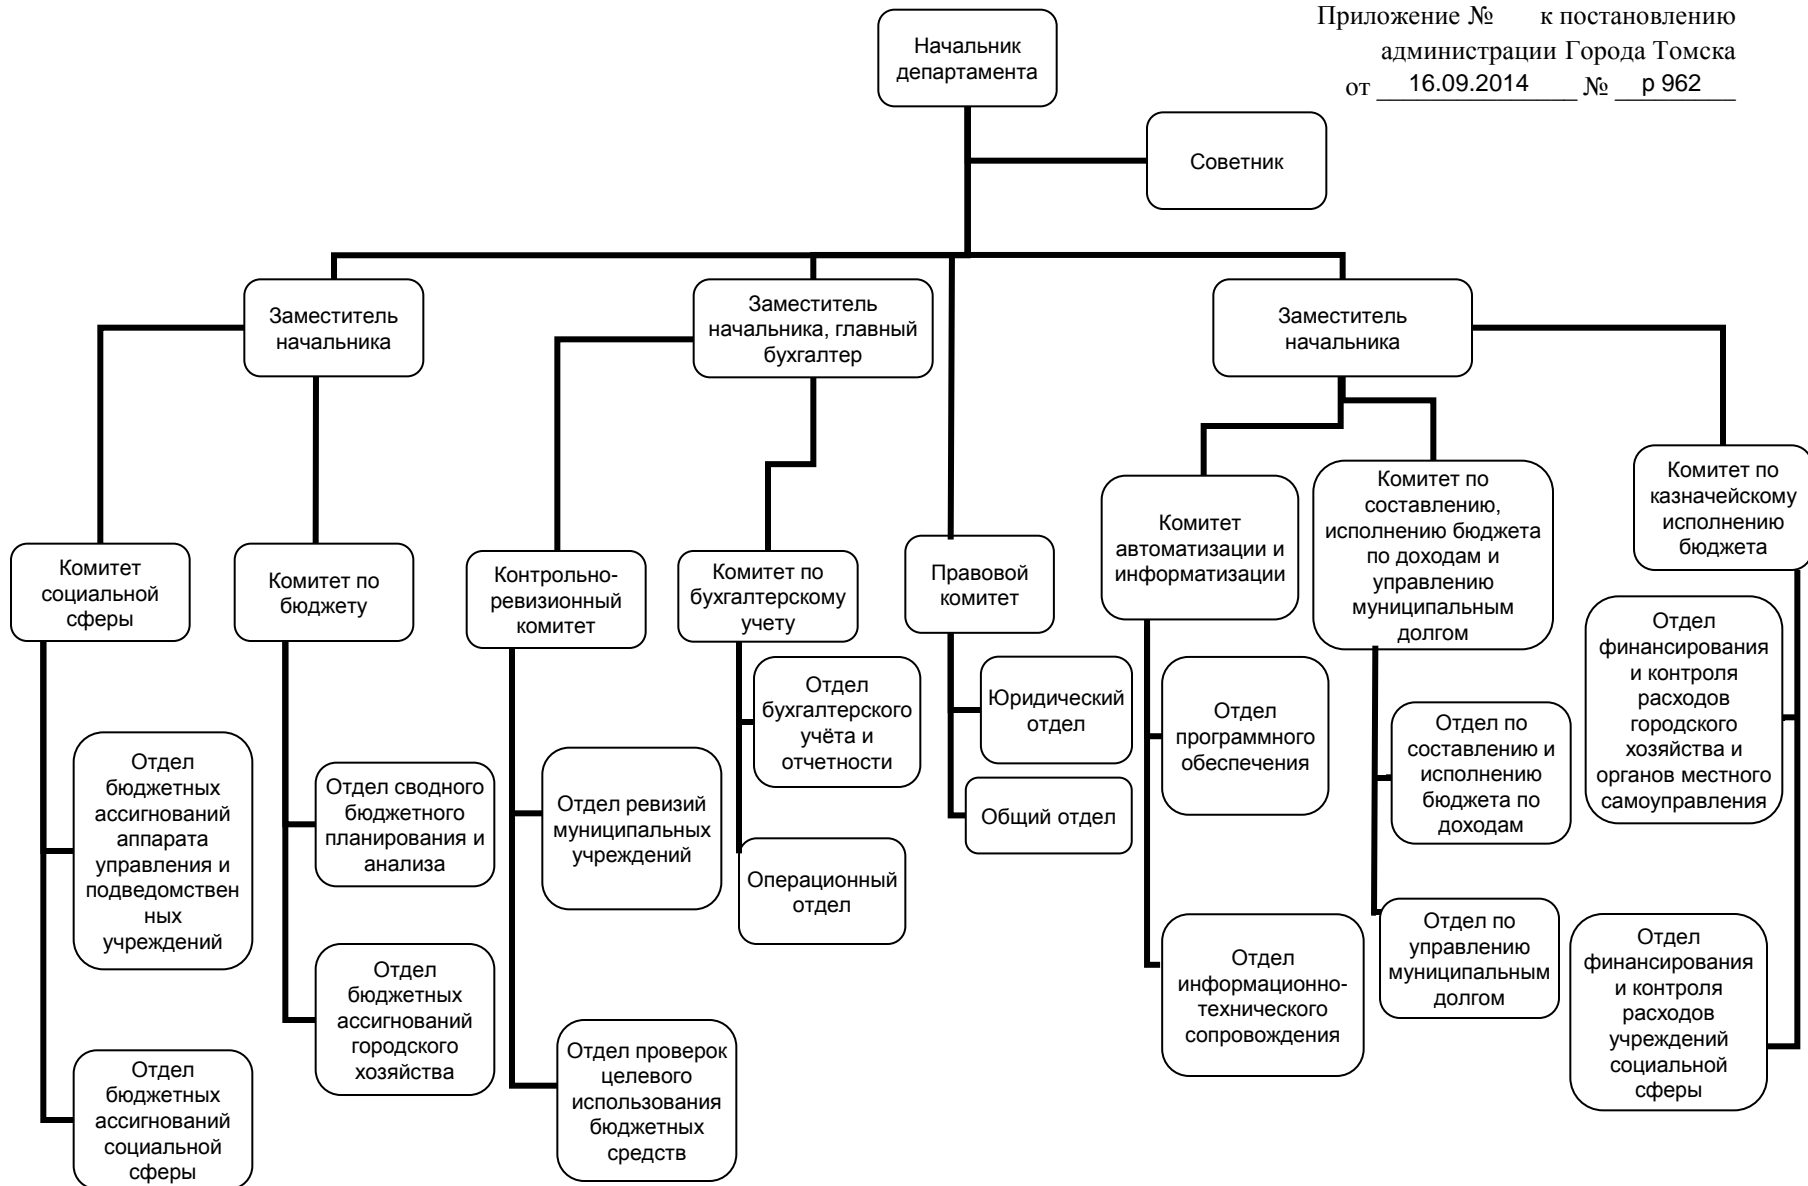 Приложение № к постановлению
администрации Города Томска
от 16.09.2014 № р 962
Начальник
департамента
Советник
Заместитель
начальника
Заместитель
начальника, главный
бухгалтер
Заместитель
начальника
Комитет
социальной
сферы
Комитет по
бюджету
Контрольно-
ревизионный
комитет
Комитет по
бухгалтерскому
учету
Правовой
комитет
Комитет
автоматизации и
информатизации
Комитет по
составлению,
исполнению бюджета
по доходам и
управлению
муниципальным
долгом
Комитет по
казначейскому
исполнению
бюджета
Отдел
бюджетных
ассигнований
аппарата
управления и
подведомствен
ных
учреждений
Отдел
бюджетных
ассигнований
социальной
сферы
Отдел сводного
бюджетного
планирования и
анализа
Отдел
бюджетных
ассигнований
городского
хозяйства
Отдел ревизий
муниципальных
учреждений
Отдел проверок
целевого
использования
бюджетных
средств
Отдел
бухгалтерского
учёта и
отчетности
Операционный
отдел
Юридический
отдел
Общий отдел
Отдел
программного
обеспечения
Отдел
информационно-
технического
сопровождения
Отдел по
составлению и
исполнению
бюджета по
доходам
Отдел по
управлению
муниципальным
долгом
Отдел
финансирования
и контроля
расходов
городского
хозяйства и
органов местного
самоуправления
Отдел
финансирования
и контроля
расходов
учреждений
социальной
сферы